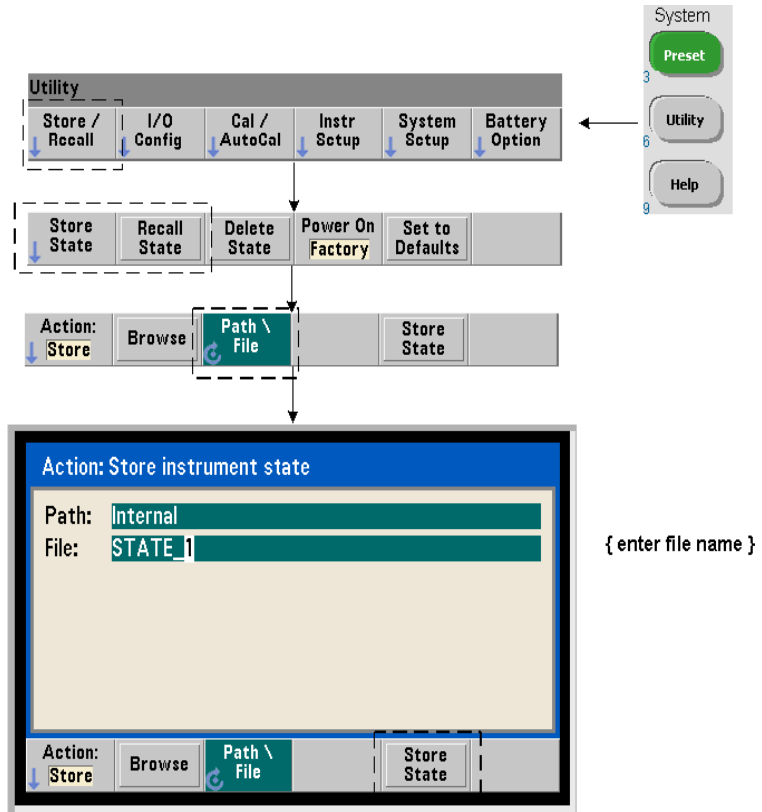 System
Preset
3
Utility
6
Help
9
Utility
Store / Recall
I/O Config
Cal / AutoCal
Instr Setup
System Setup
Battery Option
Store State
Recall State
Delete State
Power On Factory
Set to Defaults
Action: Store
Browse
Path \ File
Store State
Action: Store instrument state
Path: Internal
File: STATE_1
{ enter file name }
Action: Store
Browse
Path \ File
Store State